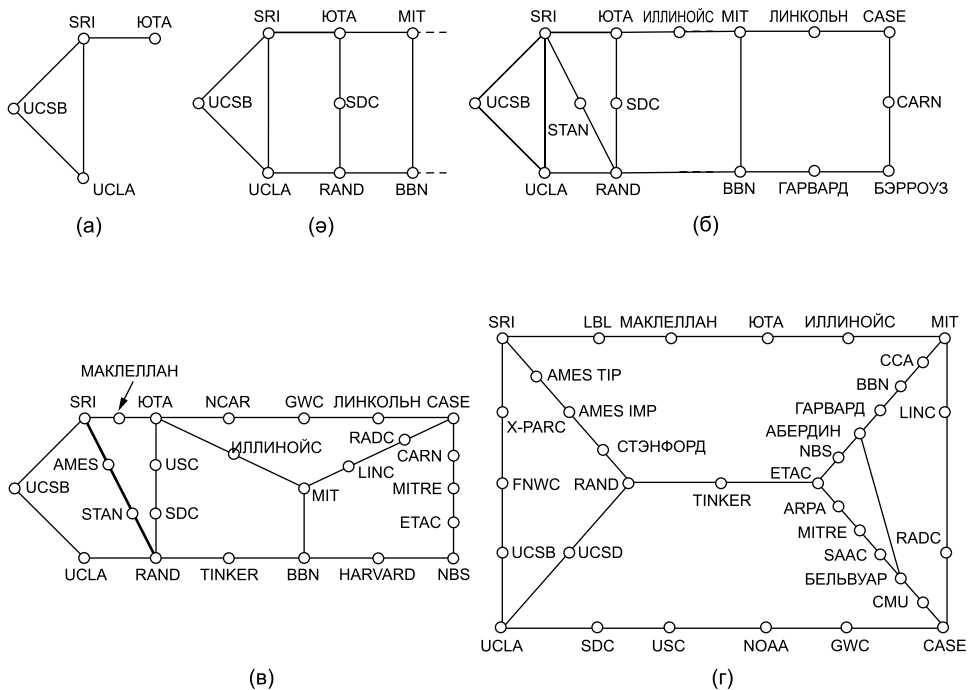 SRI ЮТА
UCSB
UCLA
(а)
SRI ЮТА MIT
UCSB SDC
UCLA RAND BBN
(ә)
SRI ЮТА ИЛЛИНОЙС MIT ЛИНКОЛЬН CASE
UCSB SDC CARN
STAN
UCLA RAND BBN ГАРВАРД БЭРРОУЗ
(б)
МАКЛЕЛЛАН
SRI ЮТА NCAR GWC ЛИНКОЛЬН CASE
ИЛЛИНОЙС RADC
AMES USC LINC CARN
UCSB MIT MITRE
STAN SDC ETAC
UCLA RAND TINKER BBN HARVARD NBS
(в)
SRI LBL МАКЛЕЛЛАН ЮТА ИЛЛИНОЙС MIT
CCA
AMES TIP BBN
X-PARC AMES IMP ГАРВАРД LINC
АБЕРДИН
СТЭНФОРД NBS
FNWC RAND TINKER ETAC
ARPA
MITRE RADC
UCSB UCSD SAAC
БЕЛЬВУАР
CMU
UCLA SDC USC NOAA GWC CASE
(г)